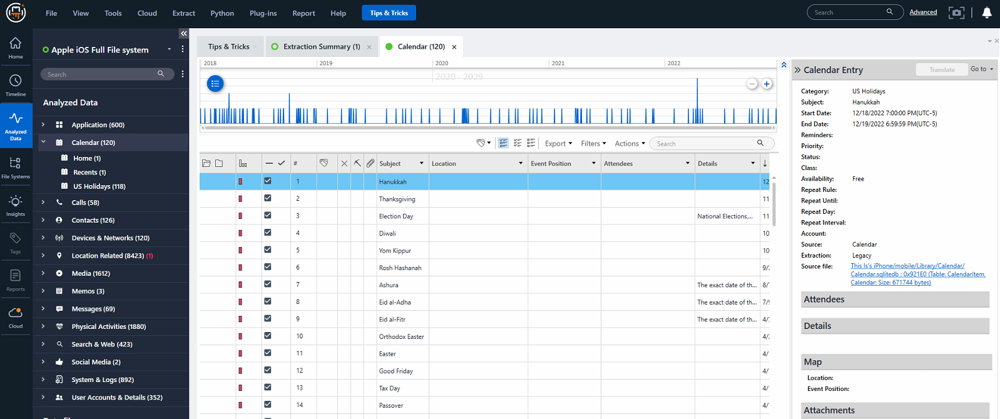 File View Tools Cloud Extract Python Plug-ins Report Help Tips & Tricks Search Advanced
Home
Timeline
Analyzed
Data
File Systems
Insights
Tags
Reports
Cloud
Apple iOS Full File system
Search
Analyzed Data
Application (600)
Calendar (120)
Home (1)
Recents (1)
US Holidays (118)
Calls (58)
Contacts (126)
Devices & Networks (120)
Location Related (8423) (1)
Media (1612)
Memos (3)
Messages (69)
Physical Activities (1880)
Search & Web (423)
Social Media (2)
System & Logs (892)
User Accounts & Details (352)
Tips & Tricks Extraction Summary (1) Calendar (120)
2018 2019 2020 2021 2022
2020 - 2029
Export Filters Actions Search
# Subject Location Event Position Attendees Details
1 Hanukkah 12
2 Thanksgiving 11
3 Election Day National Elections,... 11
4 Diwali 10
5 Yom Kippur 10
6 Rosh Hashanah 9/
7 Ashura The exact date of th... 8/
8 Eid al-Adha The exact date of th... 7/9
9 Eid al-Fitr The exact date of th... 4/
10 Orthodox Easter 4/
11 Easter 4/
12 Good Friday 4/
13 Tax Day 4/
14 Passover 4/
Calendar Entry Translate Go to
Category: US Holidays
Subject: Hanukkah
Start Date: 12/18/2022 7:00:00 PM(UTC-5)
End Date: 12/19/2022 6:59:59 PM(UTC-5)
Reminders:
Priority:
Status:
Class:
Availability: Free
Repeat Rule:
Repeat Until:
Repeat Day:
Repeat Interval:
Account:
Source: Calendar
Extraction: Legacy
Source file: This Is's iPhone/mobile/Library/Calendar/
Calendar.sqlitedb : 0x921E0 (Table: CalendarItem,
Calendar; Size: 671744 bytes)
Attendees
Details
Map
Location:
Event Position:
Attachments